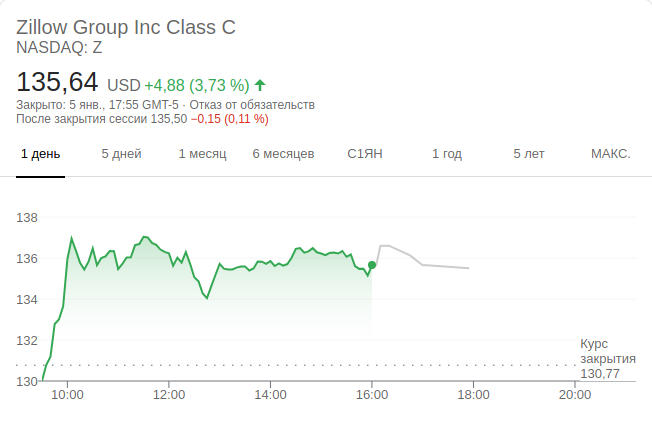 Zillow Group Inc Class C
NASDAQ: Z
135,64 USD +4,88 (3,73 %)
Закрыто: 5 янв., 17:55 GMT-5 · Отказ от обязательств
После закрытия сессии 135,50 −0,15 (0,11 %)
1 день 5 дней 1 месяц 6 месяцев С1ЯН 1 год 5 лет МАКС.
138
136
134
132
Курс
закрытия
130,77
130
10:00 12:00 14:00 16:00 18:00 20:00